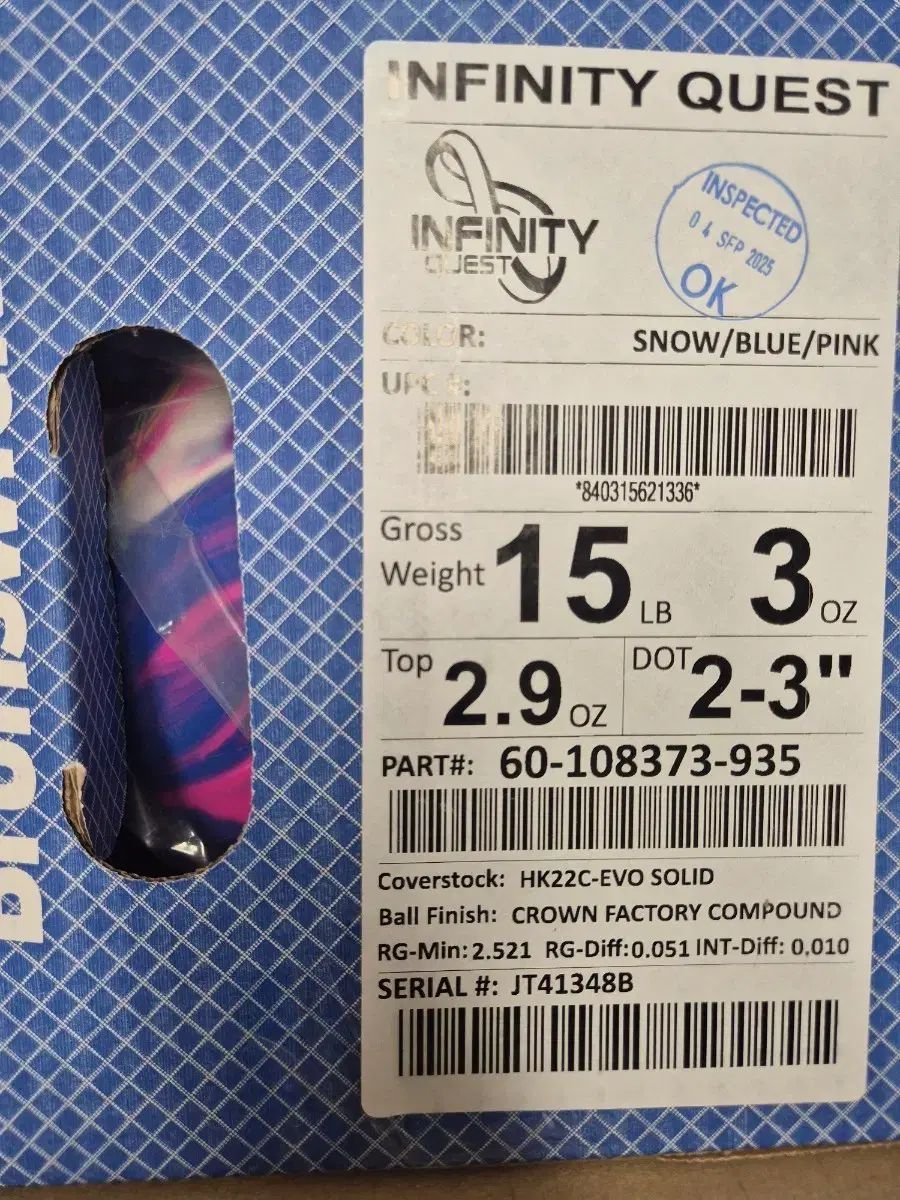 Brunswick
INFINITY QUEST
INFINITY
QUEST
INSPECTED
04 SEP 2025
OK
COLOR: SNOW/BLUE/PINK
UPC #:
*840315621336*
Gross
Weight 15 LB 3 OZ
Top 2.9 OZ DOT 2-3"
PART#: 60-108373-935
Coverstock: HK22C-EVO SOLID
Ball Finish: CROWN FACTORY COMPOUND
RG-Min: 2.521 RG-Diff:0.051 INT-Diff: 0.010
SERIAL #: JT41348B